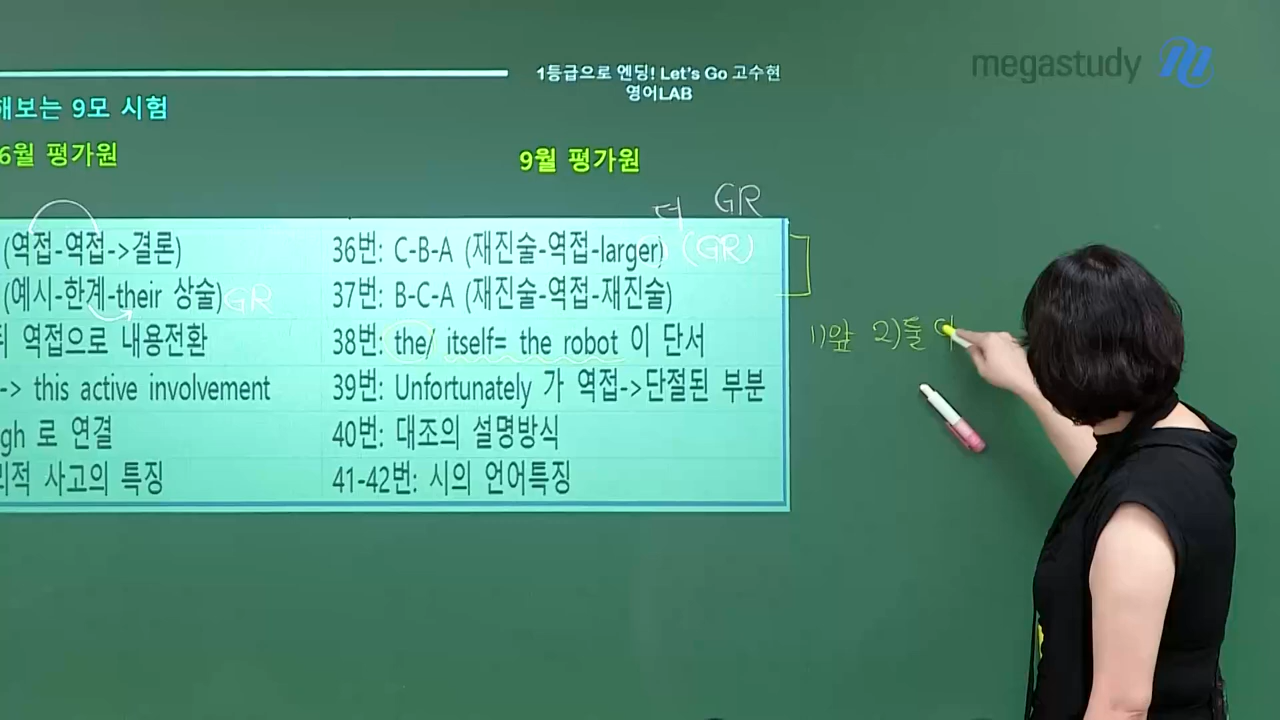 megastudy
1등급으로 엔딩! Let's Go 고수현
영어LAB
해보는 9모 시험
6월 평가원
9월 평가원
더 GR
(역접-역접->결론)
36번: C-B-A (재진술-역접-larger) (GR)
(예시-한계-their 상술) GR
37번: B-C-A (재진술-역접-재진술)
뒤 역접으로 내용전환
38번: the/ itself= the robot 이 단서
1) 앞 2) 둘
-> this active involvement
39번: Unfortunately 가 역접->단절된 부분
gh 로 연결
40번: 대조의 설명방식
리적 사고의 특징
41-42번: 시의 언어특징